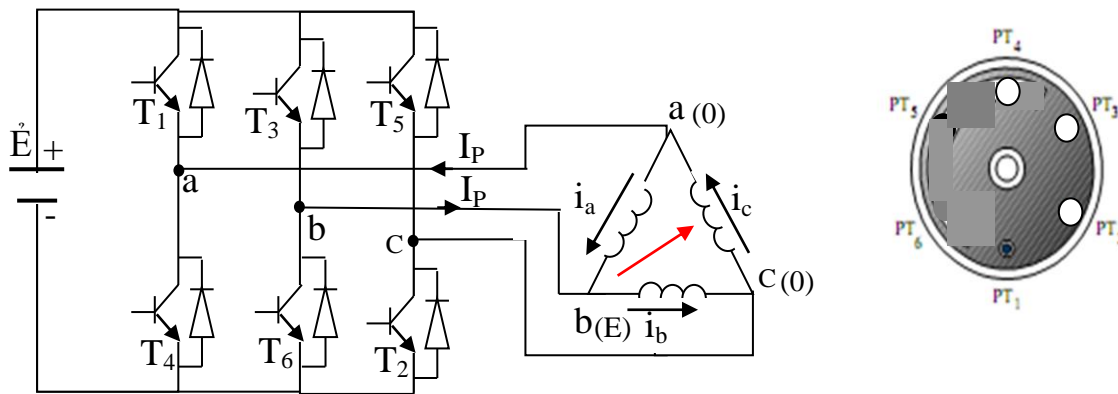 Ė +
-
T1
T3
T5
a
b
C
T4
T6
T2
IP
IP
a (0)
ia
ic
C (0)
b(E)
ib
PT4
PT5
PT3
PT6
PT1